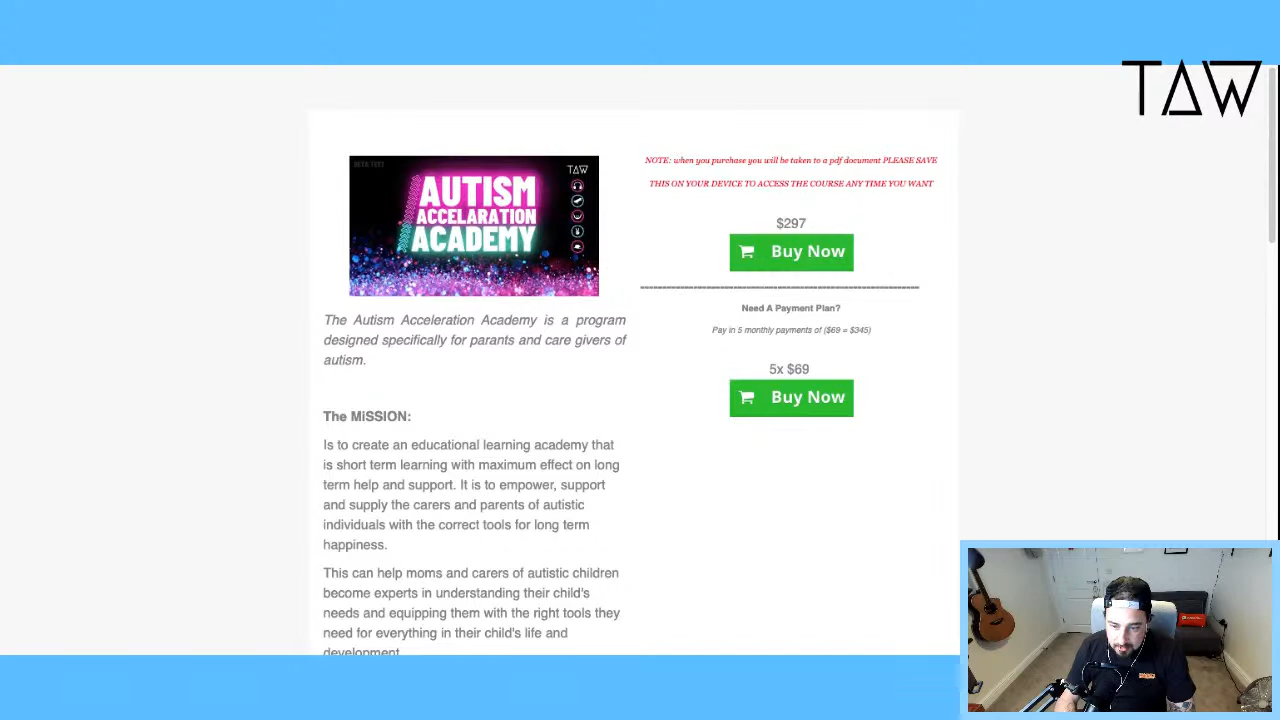 TAW
BETA TEST
TAW
AUTISM
ACCELARATION
ACADEMY
The Autism Acceleration Academy is a program
designed specifically for parants and care givers of
autism.
The MiSSION:
Is to create an educational learning academy that
is short term learning with maximum effect on long
term help and support. It is to empower, support
and supply the carers and parents of autistic
individuals with the correct tools for long term
happiness.
This can help moms and carers of autistic children
become experts in understanding their child's
needs and equipping them with the right tools they
need for everything in their child's life and
development.
NOTE: when you purchase you will be taken to a pdf document PLEASE SAVE
THIS ON YOUR DEVICE TO ACCESS THE COURSE ANY TIME YOU WANT
$297
Buy Now
Need A Payment Plan?
Pay in 5 monthly payments of ($69 = $345)
5x $69
Buy Now